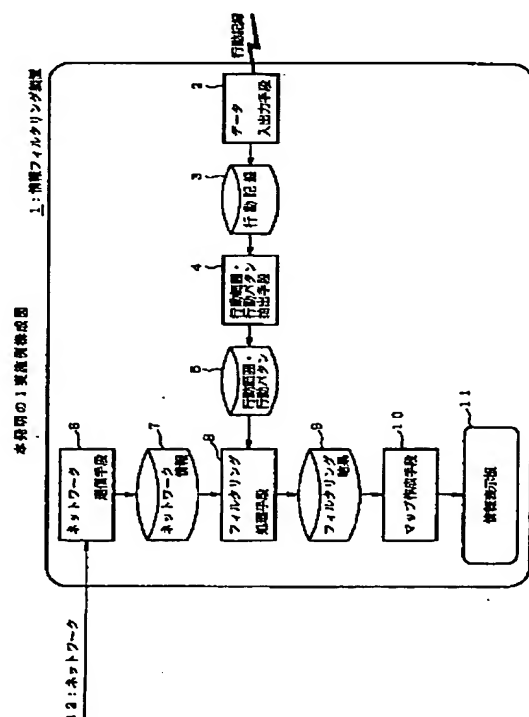 本発明の1実施例構成図
1:情報フィルタリング装置
行動記録
2
データ
入出力手段
3
行動記録
4
行動範囲・
行動パタン
抽出手段
5
行動範囲・
行動パタン
12:ネットワーク
6
ネットワーク
通信手段
7
ネットワーク
情報
8
フィルタリング
処理手段
9
フィルタリング
結果
10
マップ作成手段
11
情報表示板